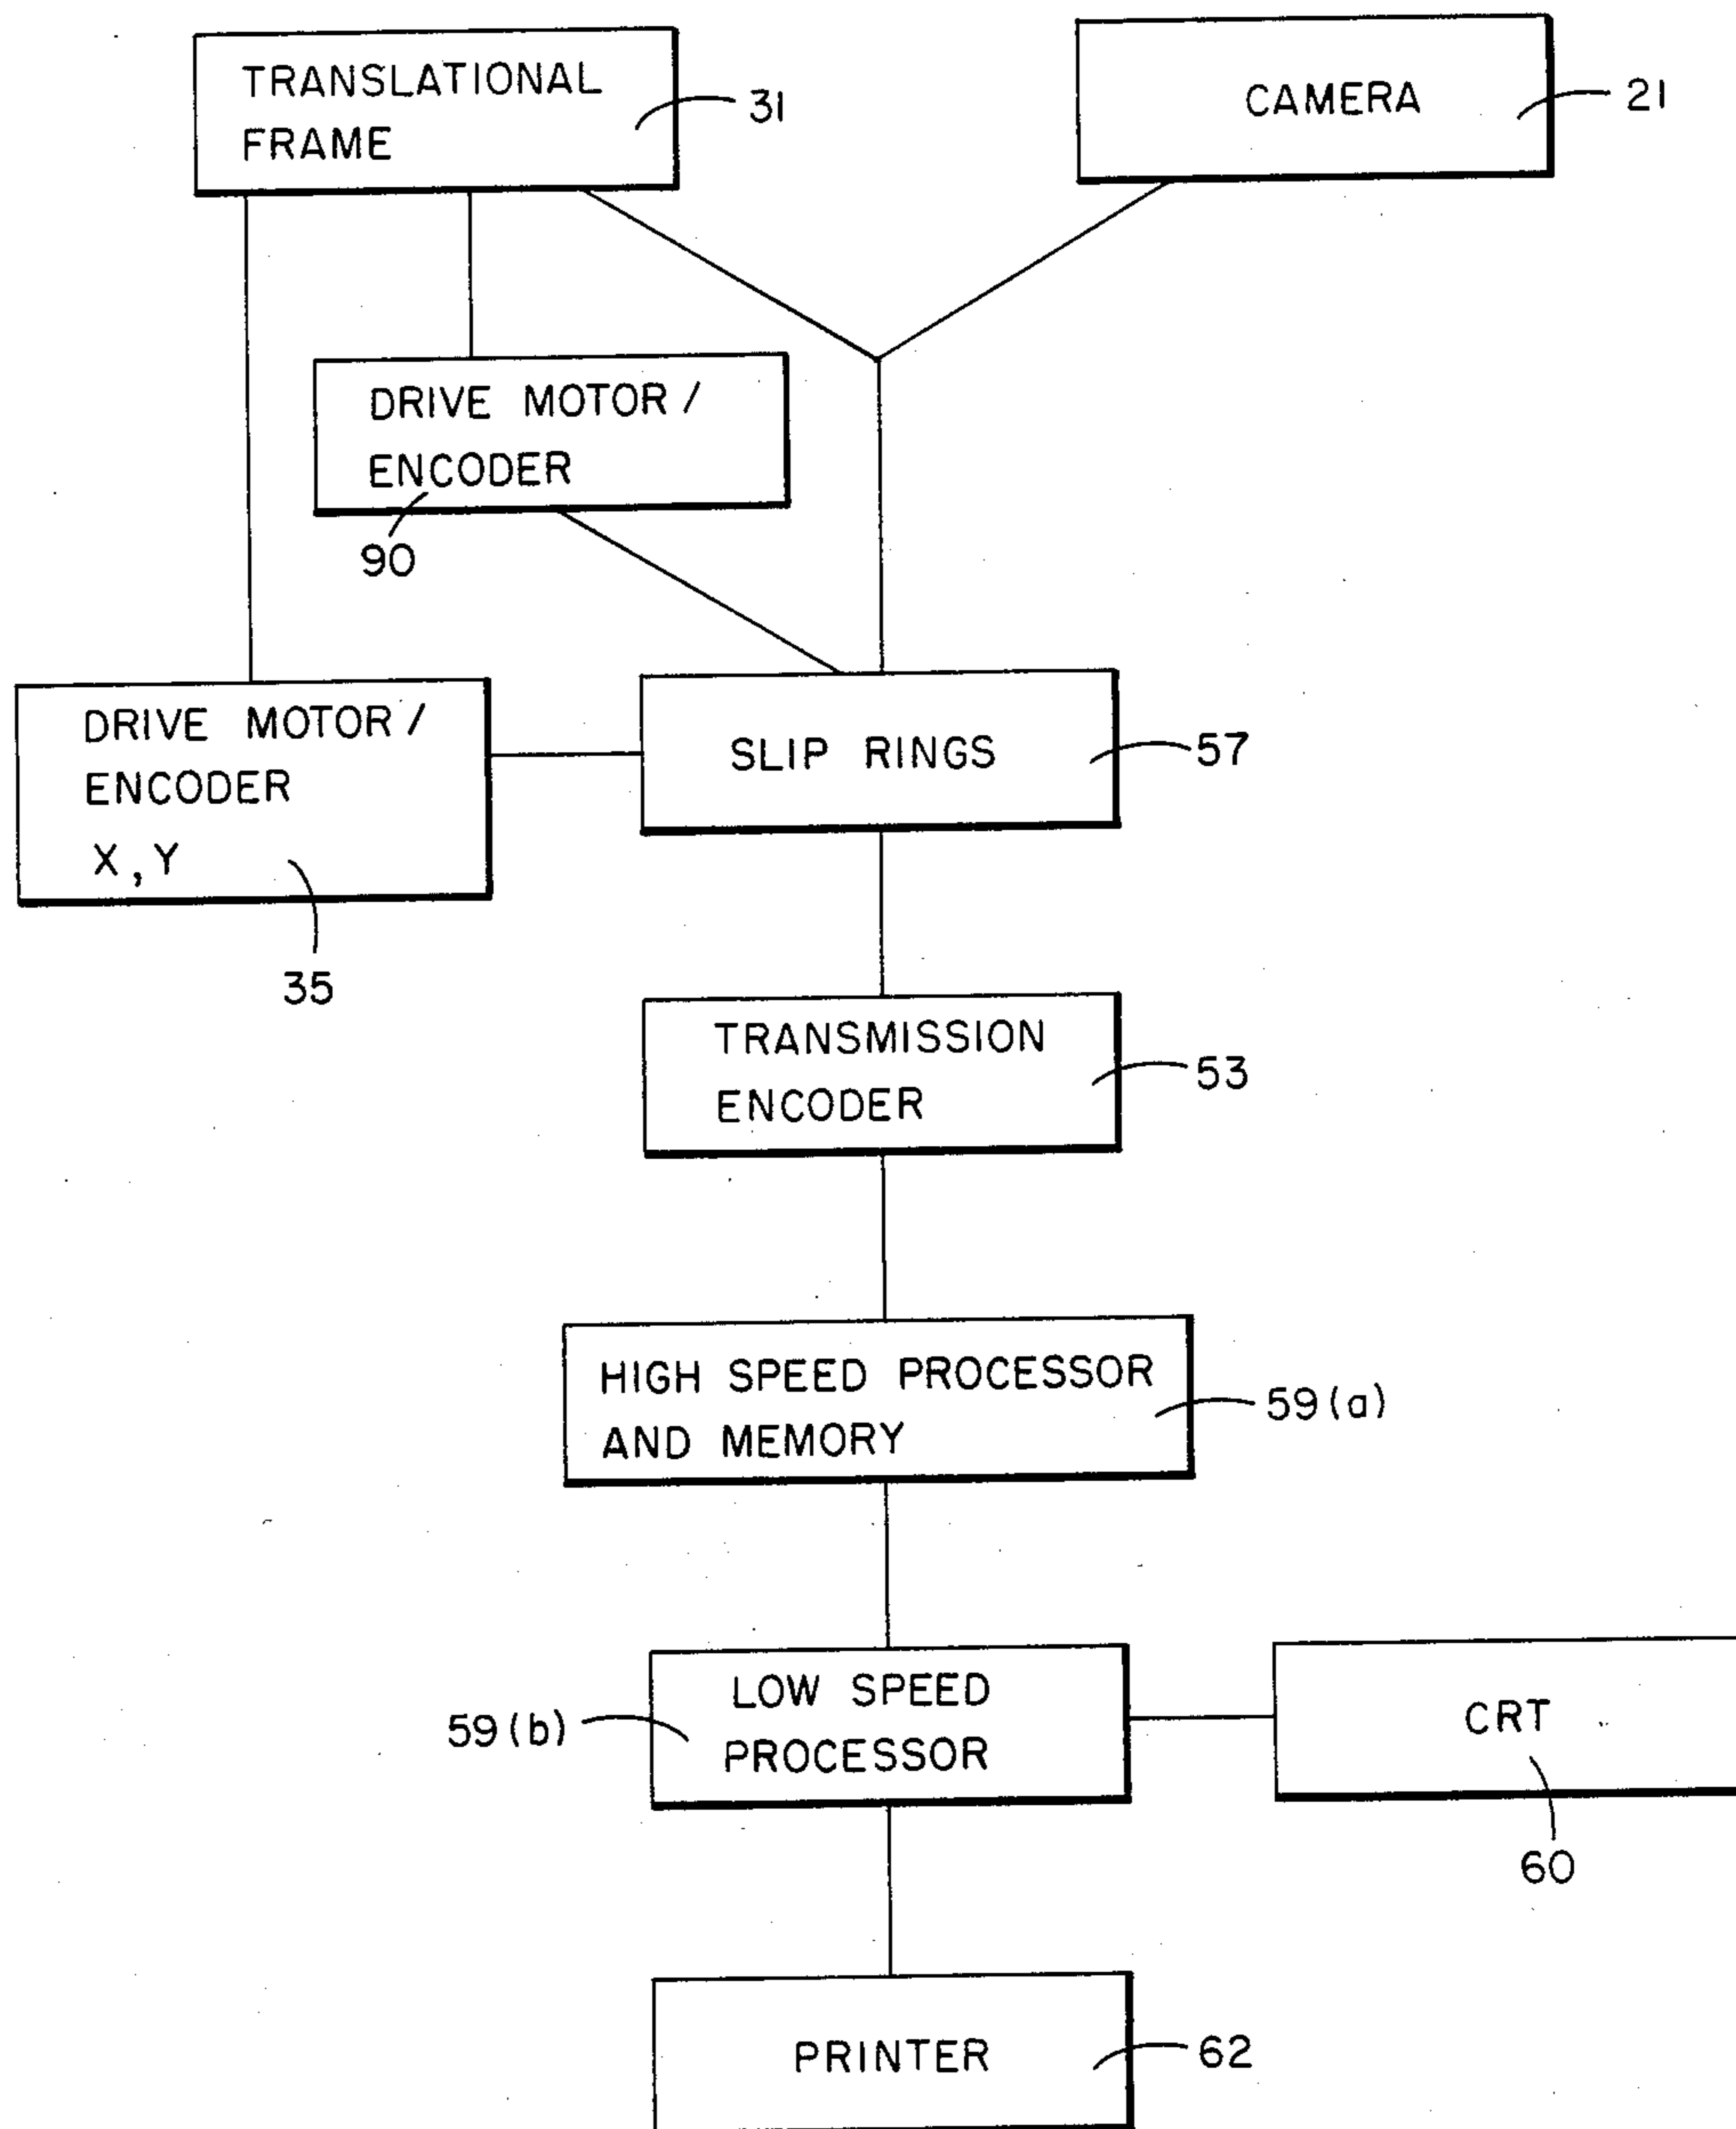 TRANSLATIONAL
FRAME
31
CAMERA
21
DRIVE MOTOR /
ENCODER
90
DRIVE MOTOR /
ENCODER
X, Y
35
SLIP RINGS
57
TRANSMISSION
ENCODER
53
HIGH SPEED PROCESSOR
AND MEMORY
59(a)
LOW SPEED
PROCESSOR
59(b)
CRT
60
PRINTER
62